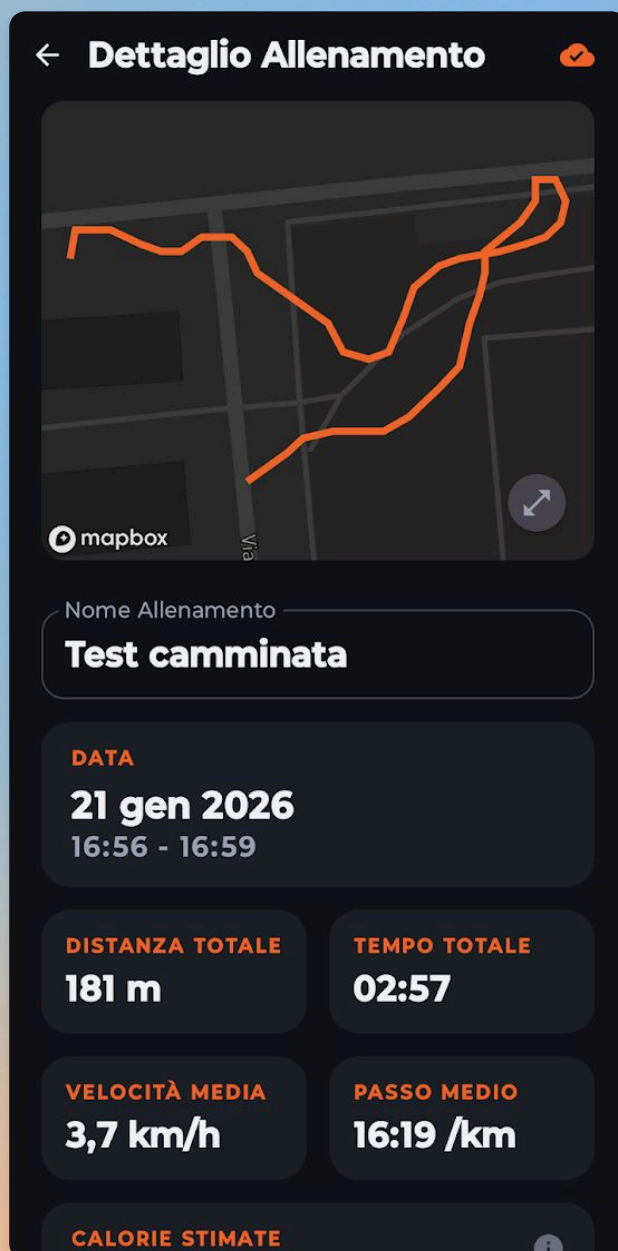 Dettaglio Allenamento
mapbox
Via
Nome Allenamento
Test camminata
DATA
21 gen 2026
16:56 - 16:59
DISTANZA TOTALE
181 m
TEMPO TOTALE
02:57
VELOCITÀ MEDIA
3,7 km/h
PASSO MEDIO
16:19 /km
CALORIE STIMATE